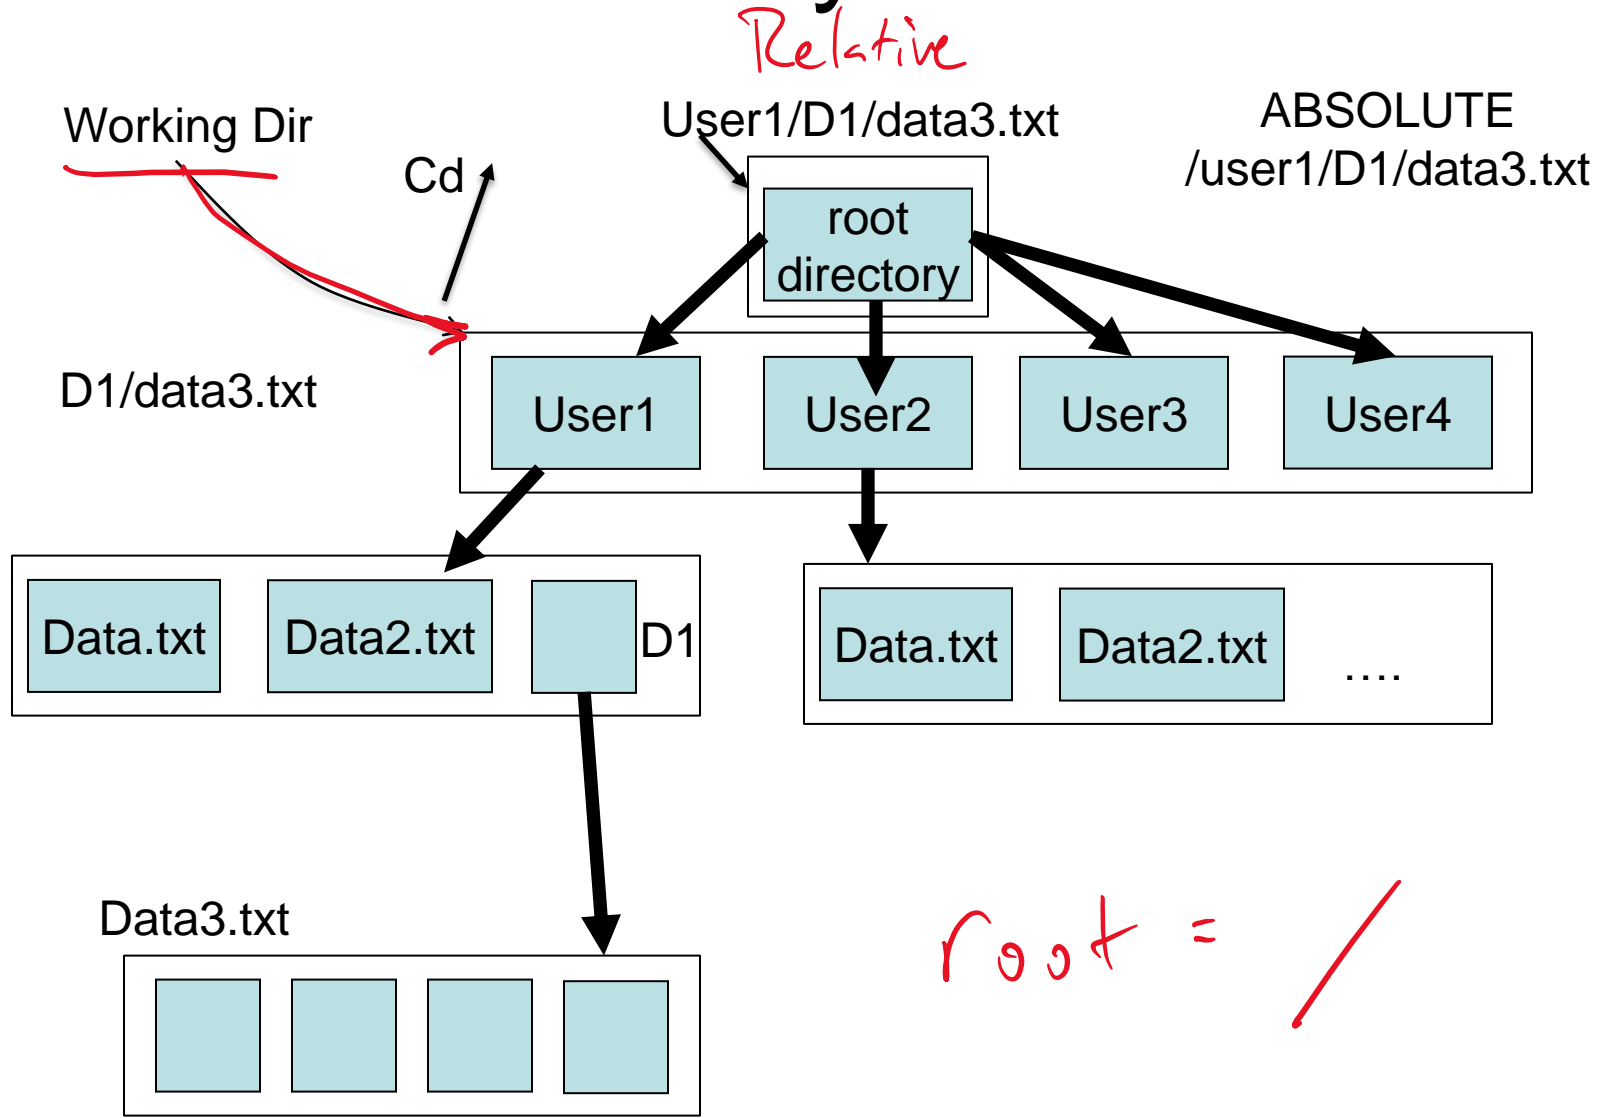 Relative
Working Dir
Cd
User1/D1/data3.txt
ABSOLUTE
/user1/D1/data3.txt
root
directory
D1/data3.txt
User1
User2
User3
User4
Data.txt
Data2.txt
D1
Data.txt
Data2.txt
....
Data3.txt
root = /